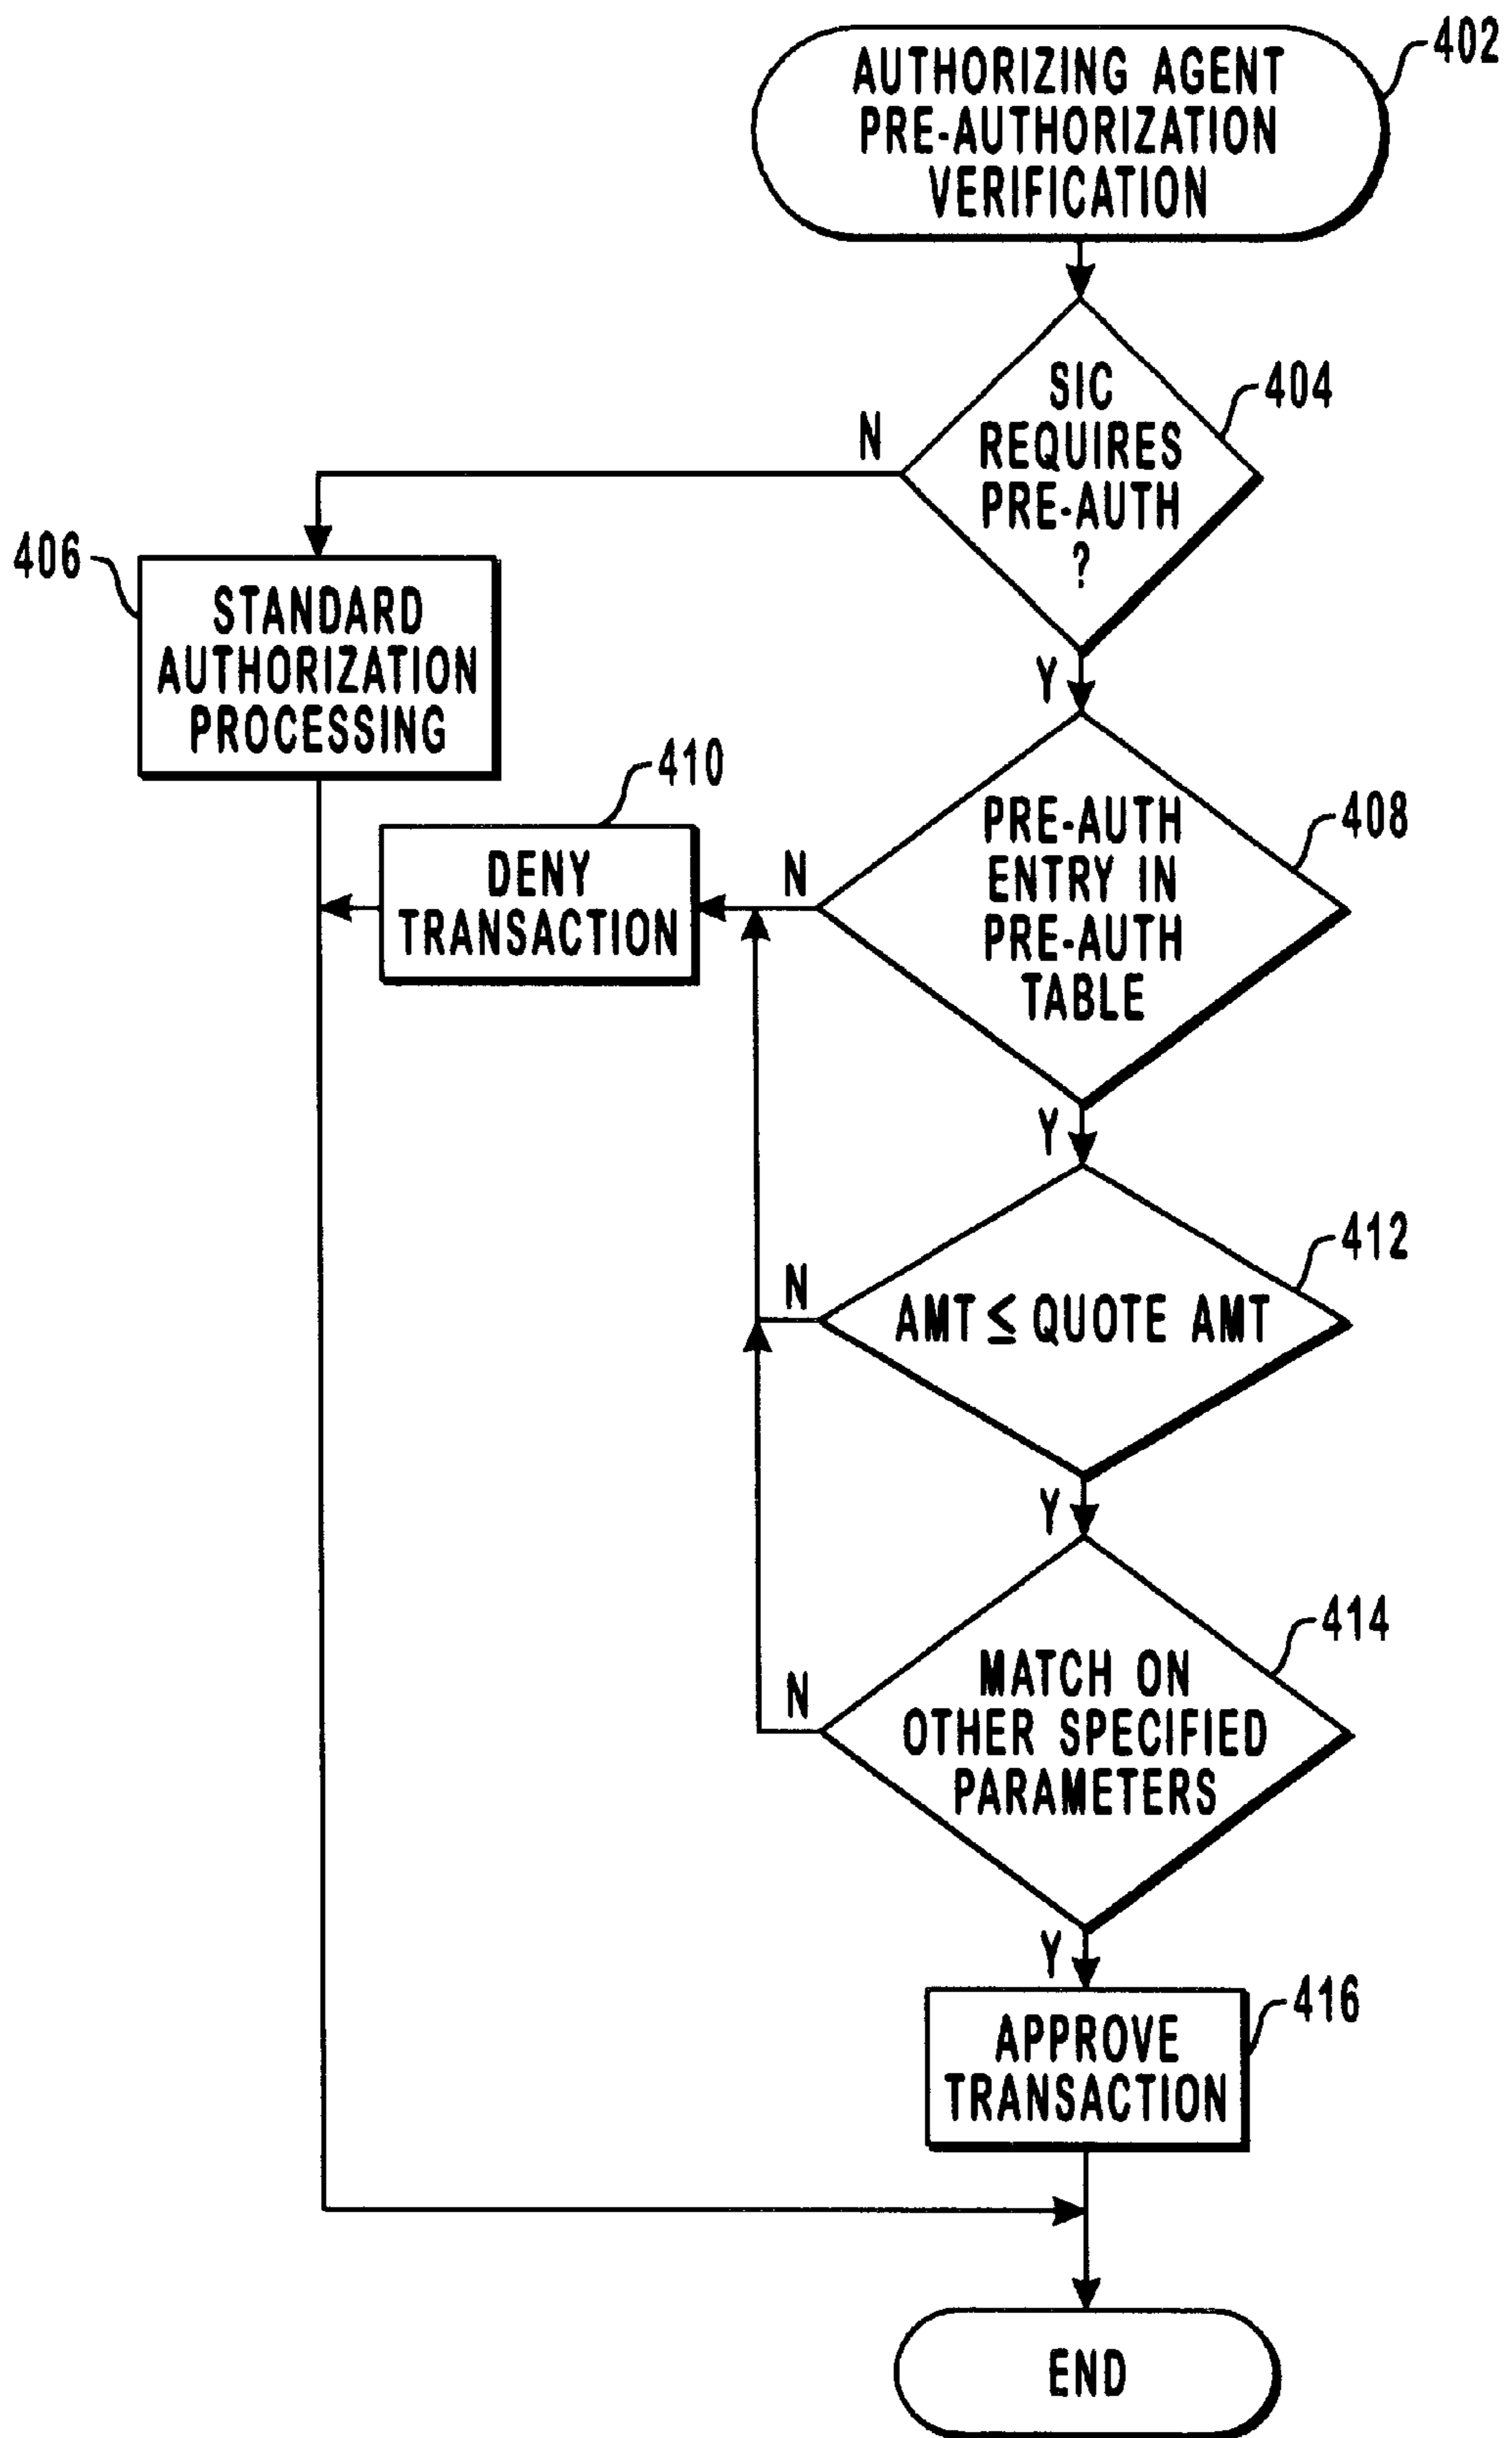 AUTHORIZING AGENT
PRE-AUTHORIZATION
VERIFICATION
402
SIC
REQUIRES
PRE-AUTH
?
404
N
Y
406
STANDARD
AUTHORIZATION
PROCESSING
410
DENY
TRANSACTION
N
PRE-AUTH
ENTRY IN
PRE-AUTH
TABLE
408
Y
N
AMT ≤ QUOTE AMT
412
Y
N
MATCH ON
OTHER SPECIFIED
PARAMETERS
414
Y
APPROVE
TRANSACTION
416
END